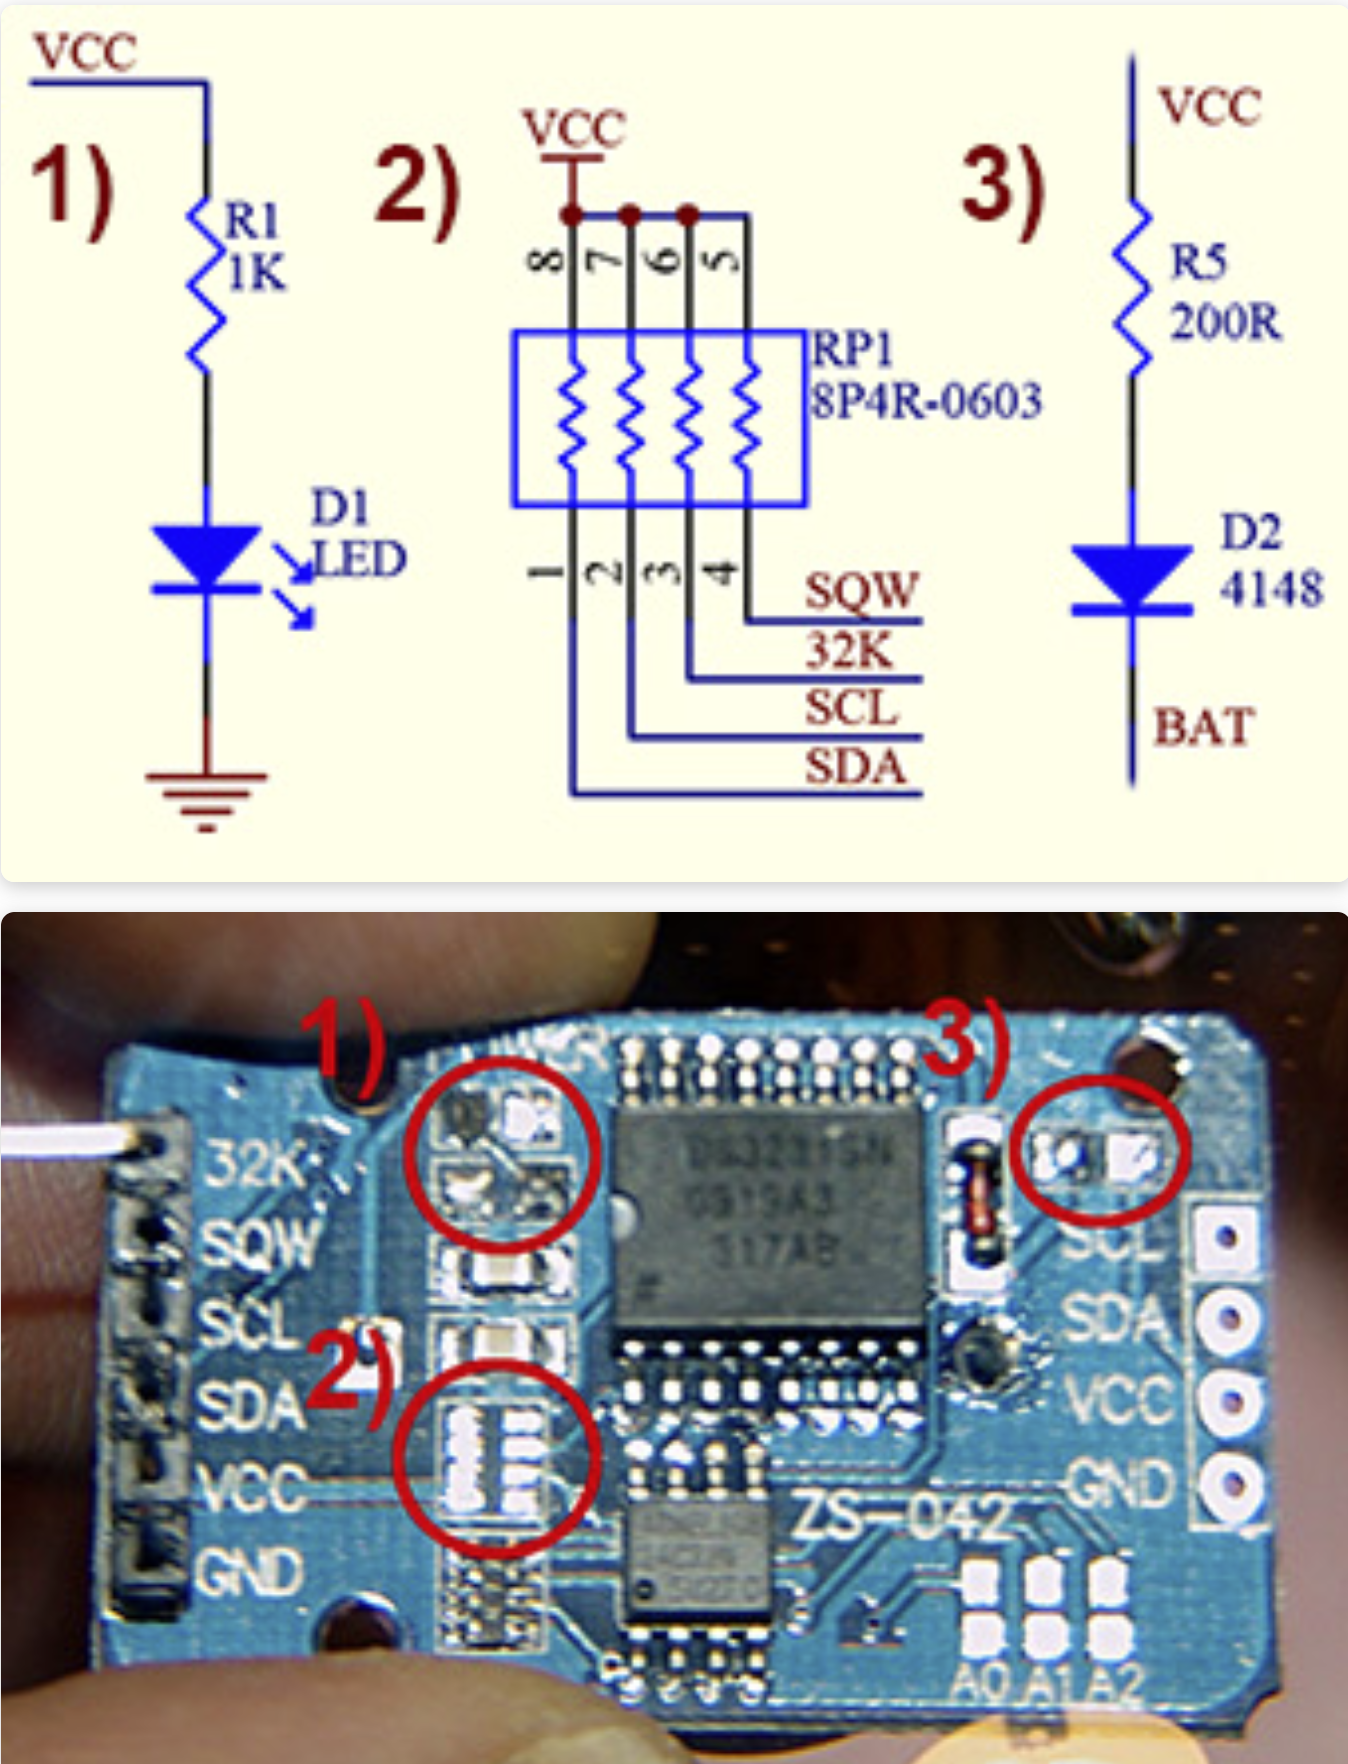 VCC
1)
R1
1K
D1
LED
2)
VCC
8 7 6 5
RP1
8P4R-0603
1 2 3 4
SQW
32K
SCL
SDA
3)
VCC
R5
200R
D2
4148
BAT
1)
3)
32K
SQW
SCL
SDA
VCC
GND
2)
SCL
SDA
VCC
GND
ZS-042
A0 A1 A2